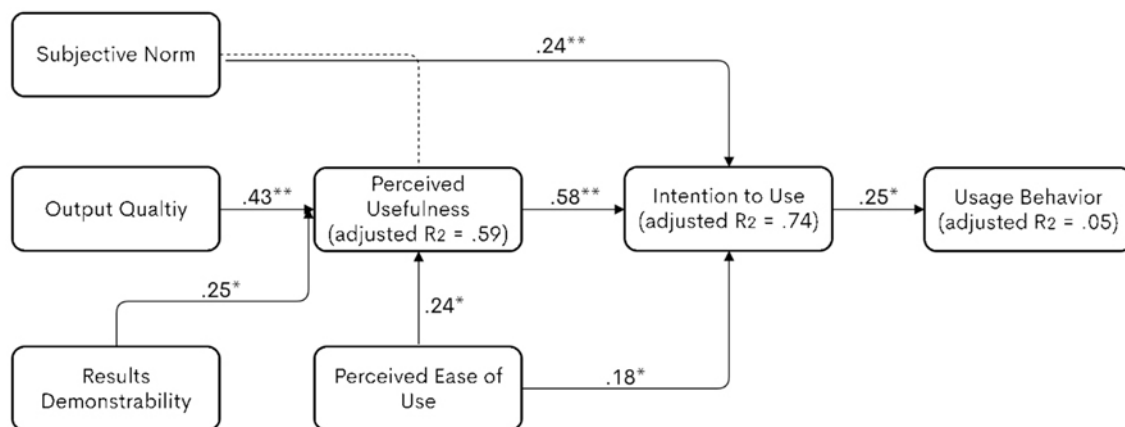 Subjective Norm
.24**
Output Qualtiy
.43**
Perceived
Usefulness
(adjusted R2 = .59)
.58**
Intention to Use
(adjusted R2 = .74)
.25*
Usage Behavior
(adjusted R2 = .05)
.25*
.24*
Results
Demonstrability
Perceived Ease of
Use
.18*